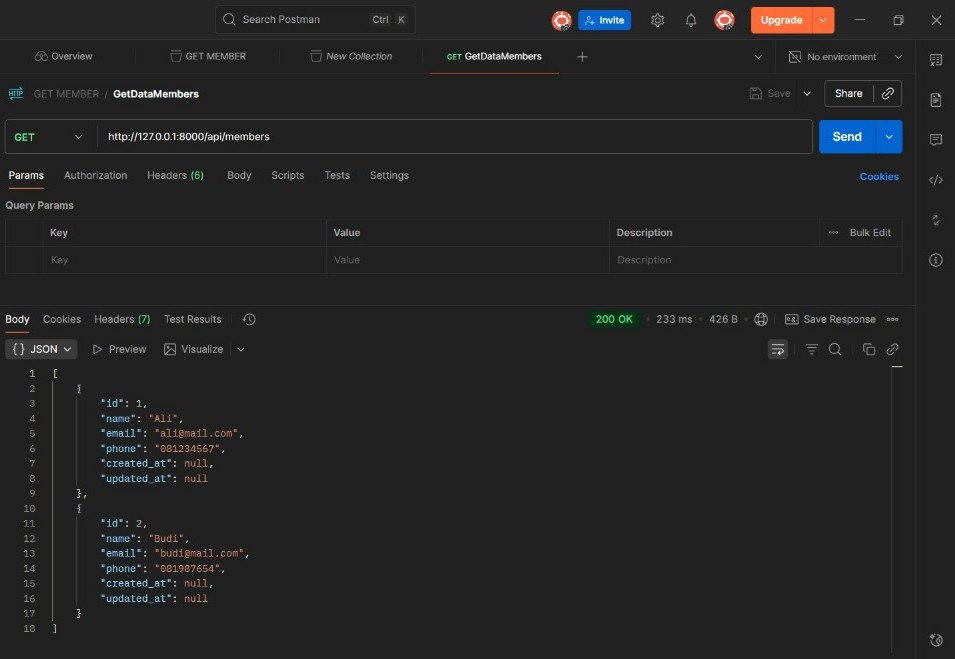 Search Postman Ctrl K Invite Upgrade
Overview GET MEMBER New Collection GET GetDataMembers No environment
HTTP GET MEMBER / GetDataMembers Save Share
GET http://127.0.0.1:8000/api/members Send
Params Authorization Headers (6) Body Scripts Tests Settings Cookies
Query Params
Key Value Description Bulk Edit
Key Value Description
Body Cookies Headers (7) Test Results 200 OK 233 ms 426 B e.g. Save Response
{} JSON Preview Visualize
1 [
2 {
3 "id": 1,
4 "name": "Ali",
5 "email": "ali@mail.com",
6 "phone": "081234567",
7 "created_at": null,
8 "updated_at": null
9 },
10 {
11 "id": 2,
12 "name": "Budi",
13 "email": "budi@mail.com",
14 "phone": "081987654",
15 "created_at": null,
16 "updated_at": null
17 }
18 ]